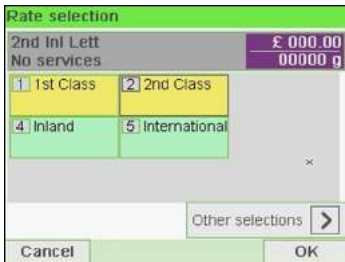 Rate selection
2nd Inl Lett
£ 000.00
No services
00000 g
1 1st Class
2 2nd Class
4 Inland
5 International
Other selections >
Cancel
OK